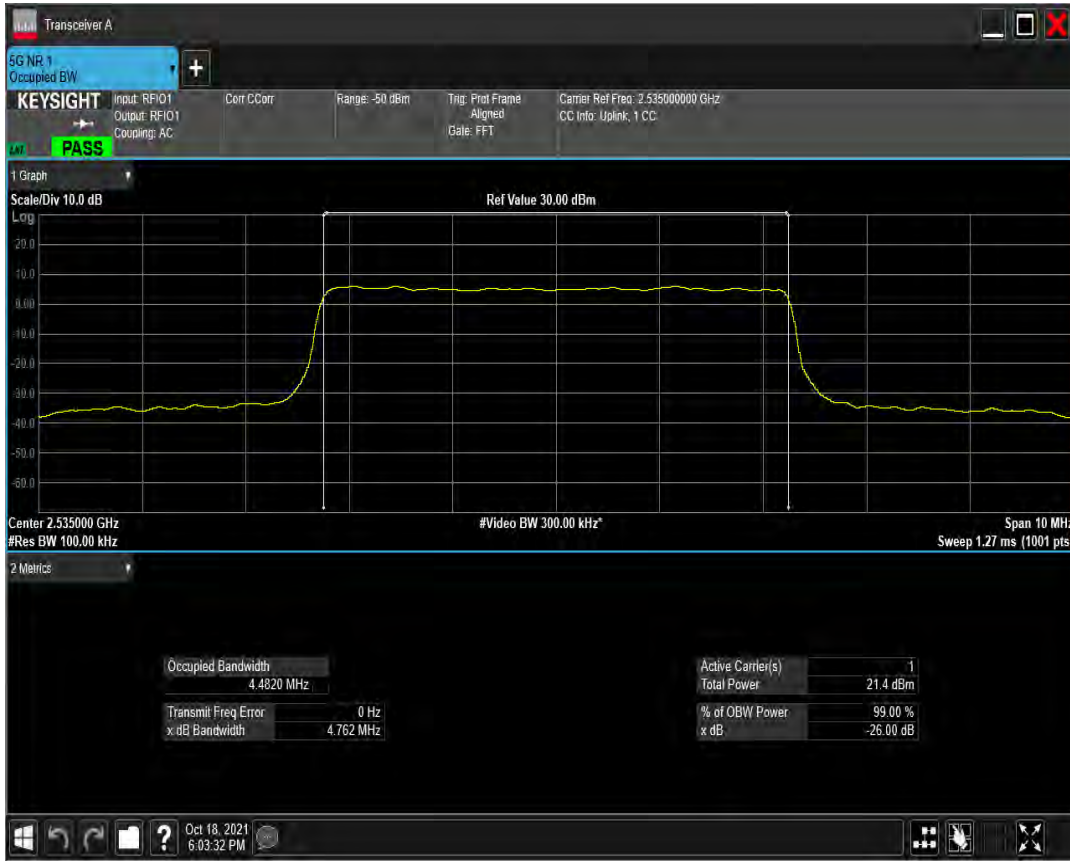 Transceiver A
5G NR 1
Occupied BW
+
KEYSIGHT
Input: RFIO1
Output: RFIO1
Coupling: AC
Corr CCorr
Range: -50 dBm
Trig: Prot Frame
Aligned
Gate: FFT
Carrier Ref Freq: 2.535000000 GHz
CC Info: Uplink, 1 CC
PASS
1 Graph
Scale/Div 10.0 dB
Ref Value 30.00 dBm
Log
20.0
10.0
0.00
-10.0
-20.0
-30.0
-40.0
-50.0
-60.0
Center 2.535000 GHz
#Video BW 300.00 kHz*
Span 10 MHz
#Res BW 100.00 kHz
Sweep 1.27 ms (1001 pts
2 Metrics
Occupied Bandwidth
4.4820 MHz
Transmit Freq Error 0 Hz
x dB Bandwidth 4.762 MHz
Active Carrier(s) 1
Total Power 21.4 dBm
% of OBW Power 99.00 %
x dB -26.00 dB
?
Oct 18, 2021
6:03:32 PM